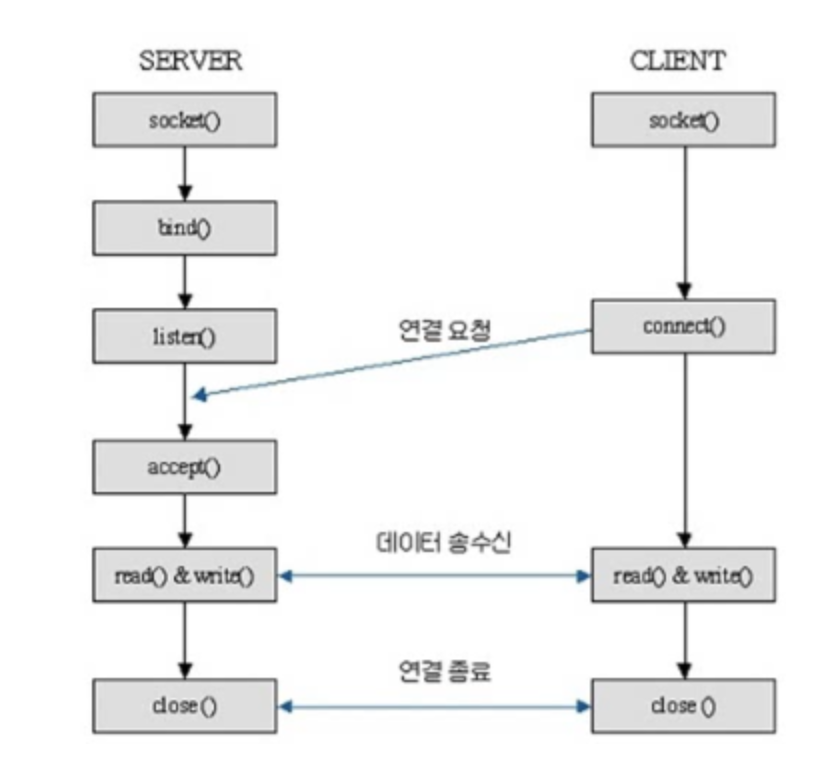 SERVER
CLIENT
socket()
socket()
bind()
listen()
연결 요청
connect()
accept()
데이터 송수신
read() & write()
read() & write()
연결 종료
close()
close()